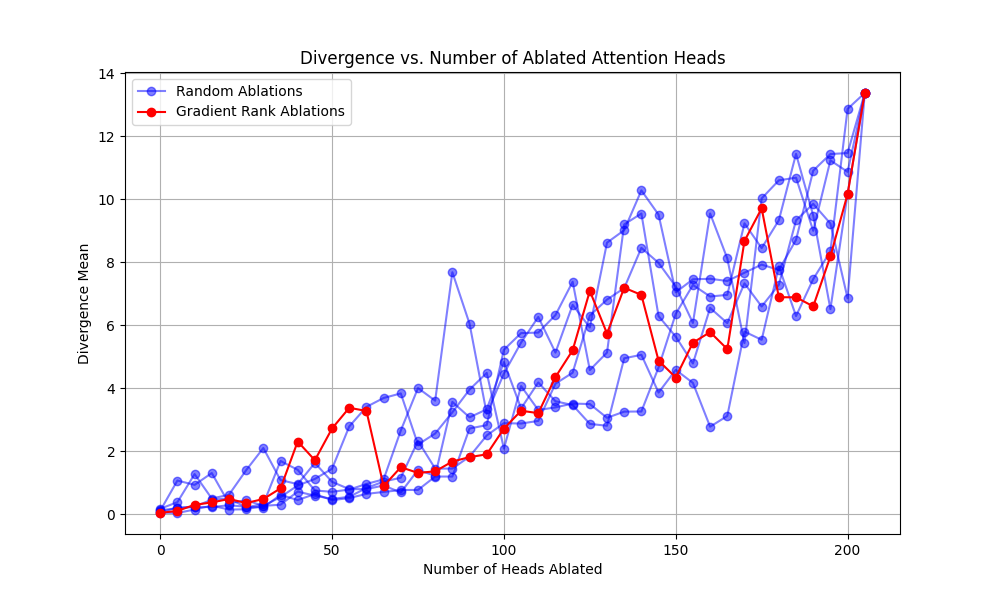 Divergence vs. Number of Ablated Attention Heads
Random Ablations
Gradient Rank Ablations
Divergence Mean
14
12
10
8
6
4
2
0
0 50 100 150 200
Number of Heads Ablated